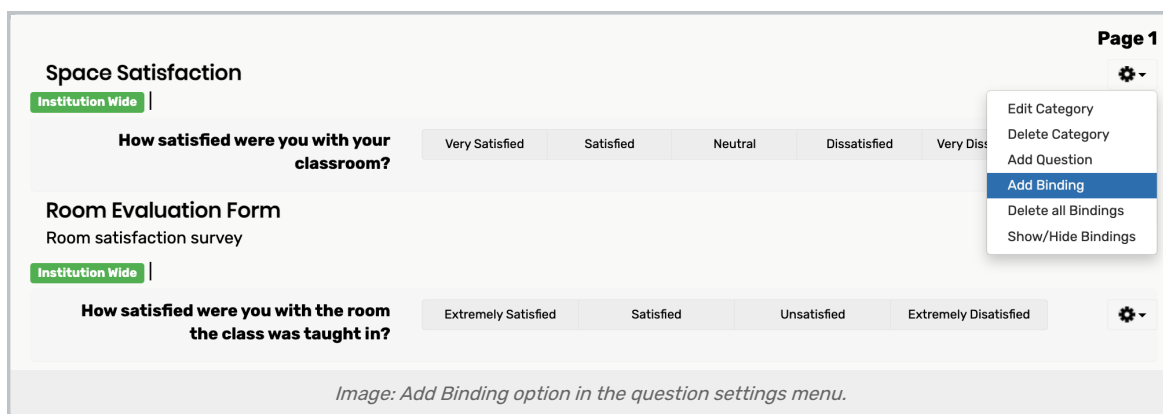 Page 1
Space Satisfaction
Institution Wide
How satisfied were you with your
classroom?
Very Satisfied Satisfied Neutral Dissatisfied Very Diss
Edit Category
Delete Category
Add Question
Add Binding
Delete all Bindings
Show/Hide Bindings
Room Evaluation Form
Room satisfaction survey
Institution Wide
How satisfied were you with the room
the class was taught in?
Extremely Satisfied Satisfied Unsatisfied Extremely Disatisfied
Image: Add Binding option in the question settings menu.